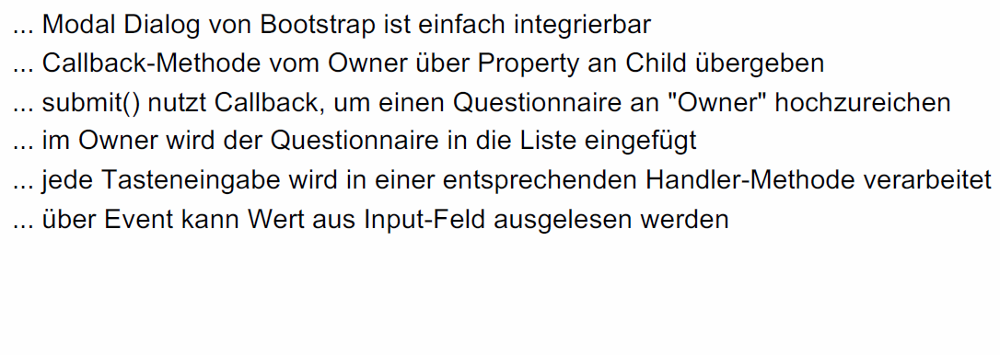 ... Modal Dialog von Bootstrap ist einfach integrierbar
... Callback-Methode vom Owner über Property an Child übergeben
... submit() nutzt Callback, um einen Questionnaire an "Owner" hochzureichen
... im Owner wird der Questionnaire in die Liste eingefügt
... jede Tasteneingabe wird in einer entsprechenden Handler-Methode verarbeitet
... über Event kann Wert aus Input-Feld ausgelesen werden